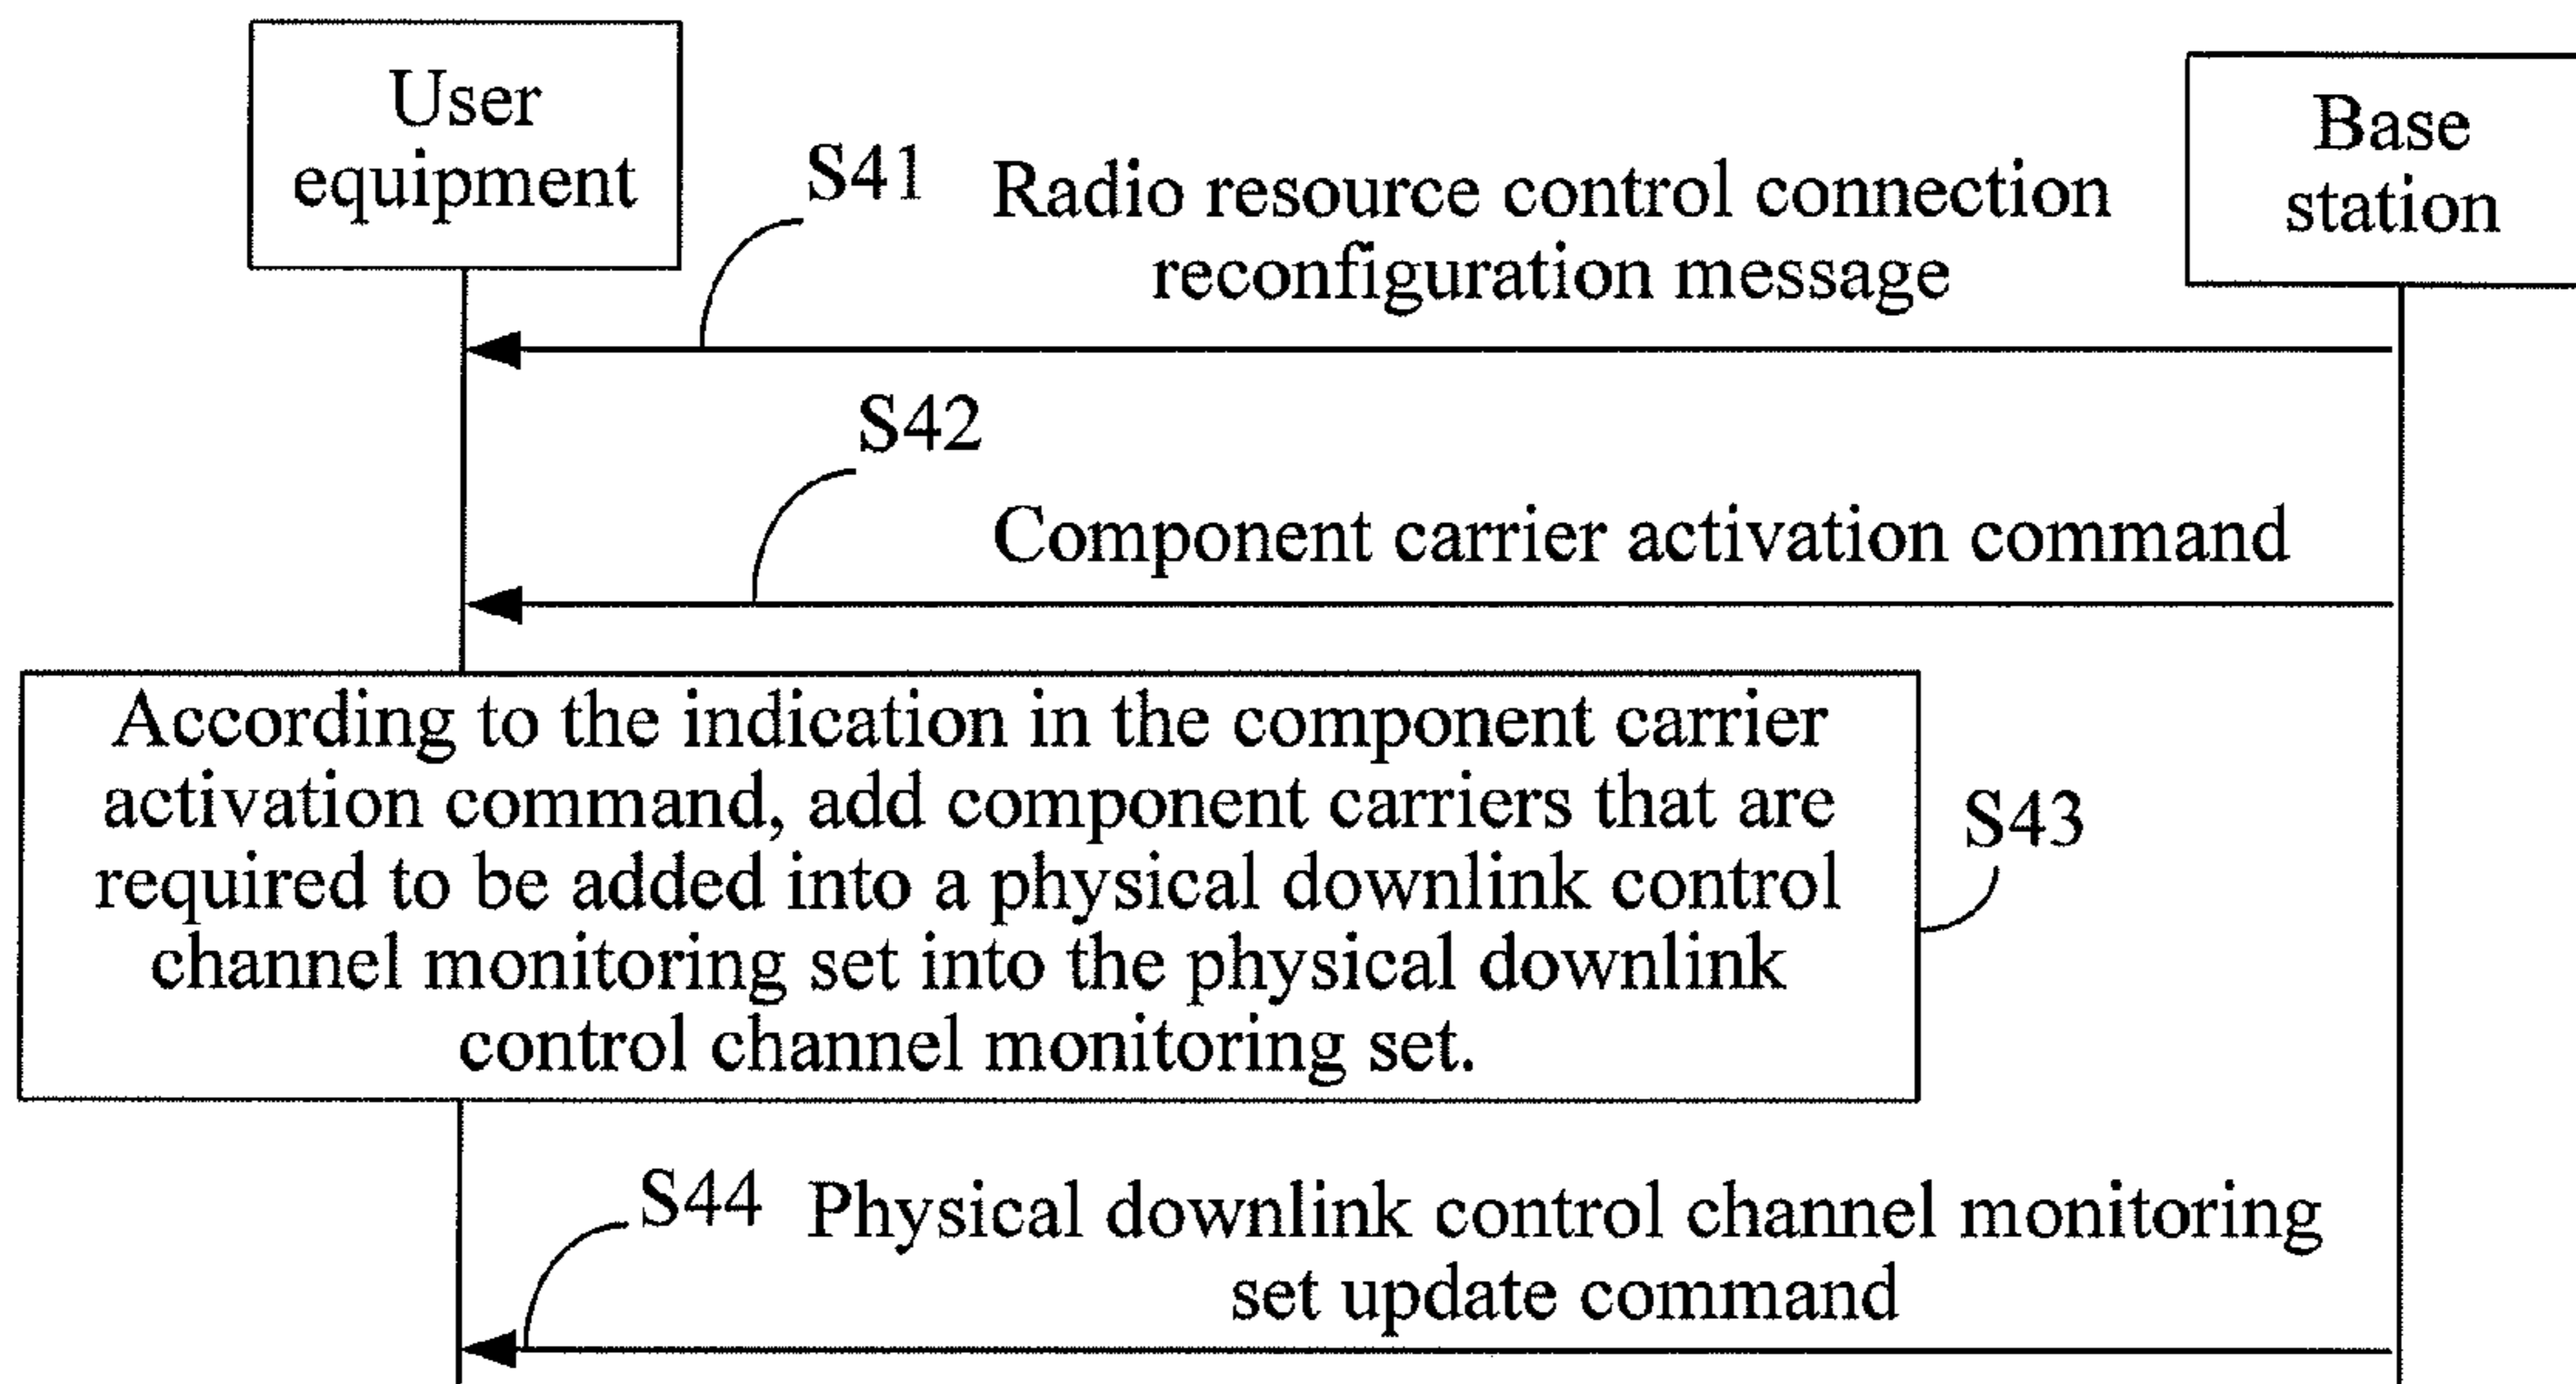 User
equipment
Base
station
S41
Radio resource control connection
reconfiguration message
S42
Component carrier activation command
According to the indication in the component carrier
activation command, add component carriers that are
required to be added into a physical downlink control
channel monitoring set into the physical downlink
control channel monitoring set.
S43
S44
Physical downlink control channel monitoring
set update command